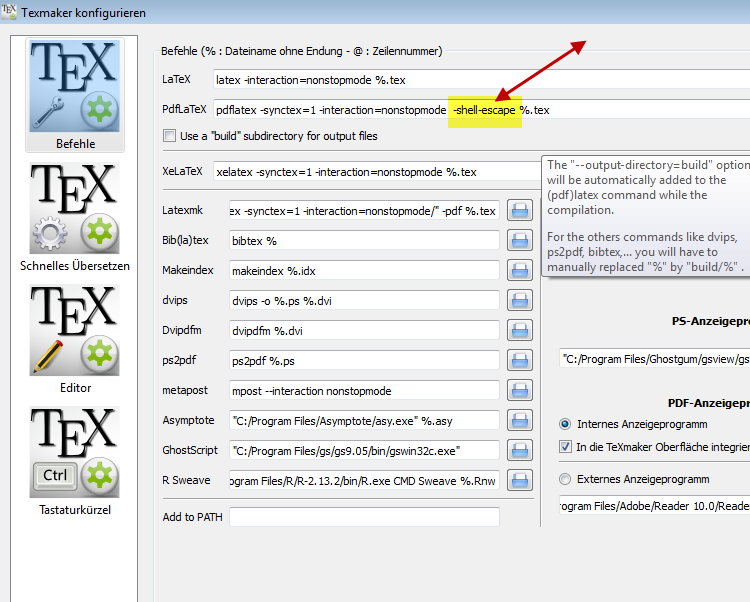 TEX
Texmaker konfigurieren
TEX
Befehle
TEX
Schnelles Übersetzen
TEX
Editor
TEX
Ctrl
Tastaturkürzel
Befehle (% : Dateiname ohne Endung - @ : Zeilennummer)
LaTeX latex -interaction=nonstopmode %.tex
PdfLaTeX pdflatex -synctex=1 -interaction=nonstopmode -shell-escape %.tex
Use a "build" subdirectory for output files
XeLaTeX xelatex -synctex=1 -interaction=nonstopmode %.tex
Latexmk ex -synctex=1 -interaction=nonstopmode/" -pdf %.tex
Bib(la)tex bibtex %
Makeindex makeindex %.idx
dvips dvips -o %.ps %.dvi
Dvipdfm dvipdfm %.dvi
ps2pdf ps2pdf %.ps
metapost mpost --interaction nonstopmode
Asymptote "C:/Program Files/Asymptote/asy.exe" %.asy
GhostScript "C:/Program Files/gs/gs9.05/bin/gswin32c.exe"
R Sweave ogram Files/R/R-2.13.2/bin/R.exe CMD Sweave %.Rnw
Add to PATH
The "--output-directory=build" option
will be automatically added to the
(pdf)latex command while the
compilation.
For the others commands like dvips,
ps2pdf, bibtex,... you will have to
manually replaced "%" by "build/%" .
PS-Anzeigepro
"C:/Program Files/Ghostgum/gsview/gs
PDF-Anzeigepr
Internes Anzeigeprogramm
In die TeXmaker Oberfläche integrier
Externes Anzeigeprogramm
ogram Files/Adobe/Reader 10.0/Reade